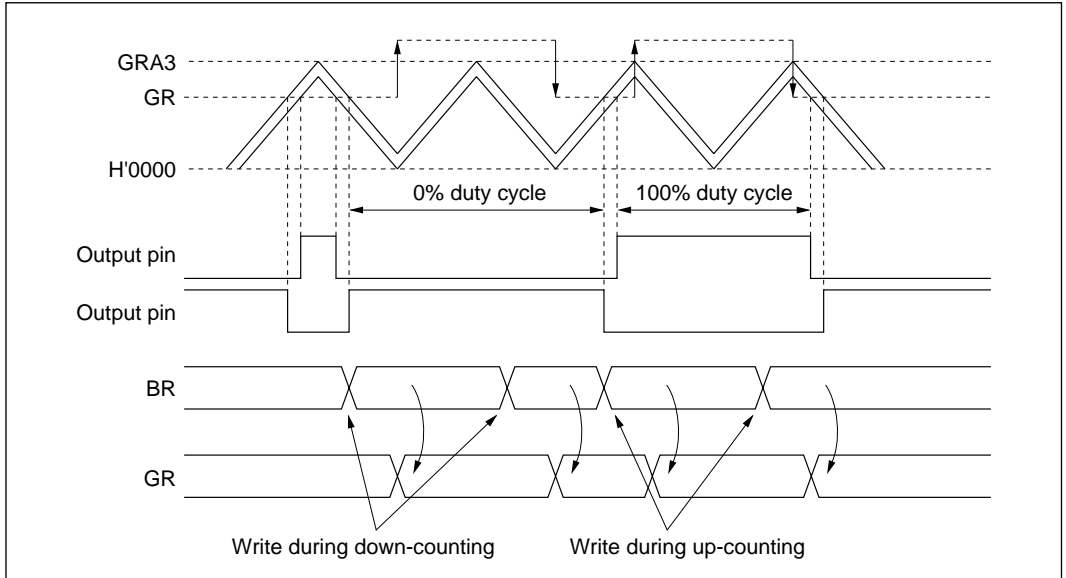 GRA3
GR
H'0000
0% duty cycle
100% duty cycle
Output pin
Output pin
BR
GR
Write during down-counting
Write during up-counting